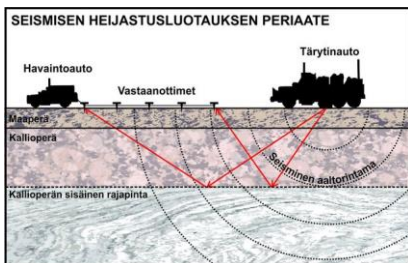 SEISMISEN HEIJASTUSLUOTAUKSEN PERIAATE
Tärytinauto
Havaintoauto
Vastaanottimet
Maaperä
Kallioperä
Seisminen aaltorintama
Kallioperän sisäinen rajapinta